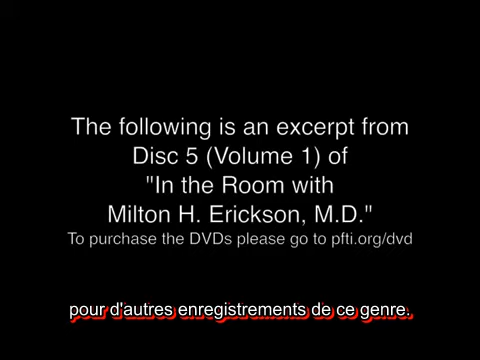 The following is an excerpt from
Disc 5 (Volume 1) of
"In the Room with
Milton H. Erickson, M.D."
To purchase the DVDs please go to pfti.org/dvd
pour d'autres enregistrements de ce genre.